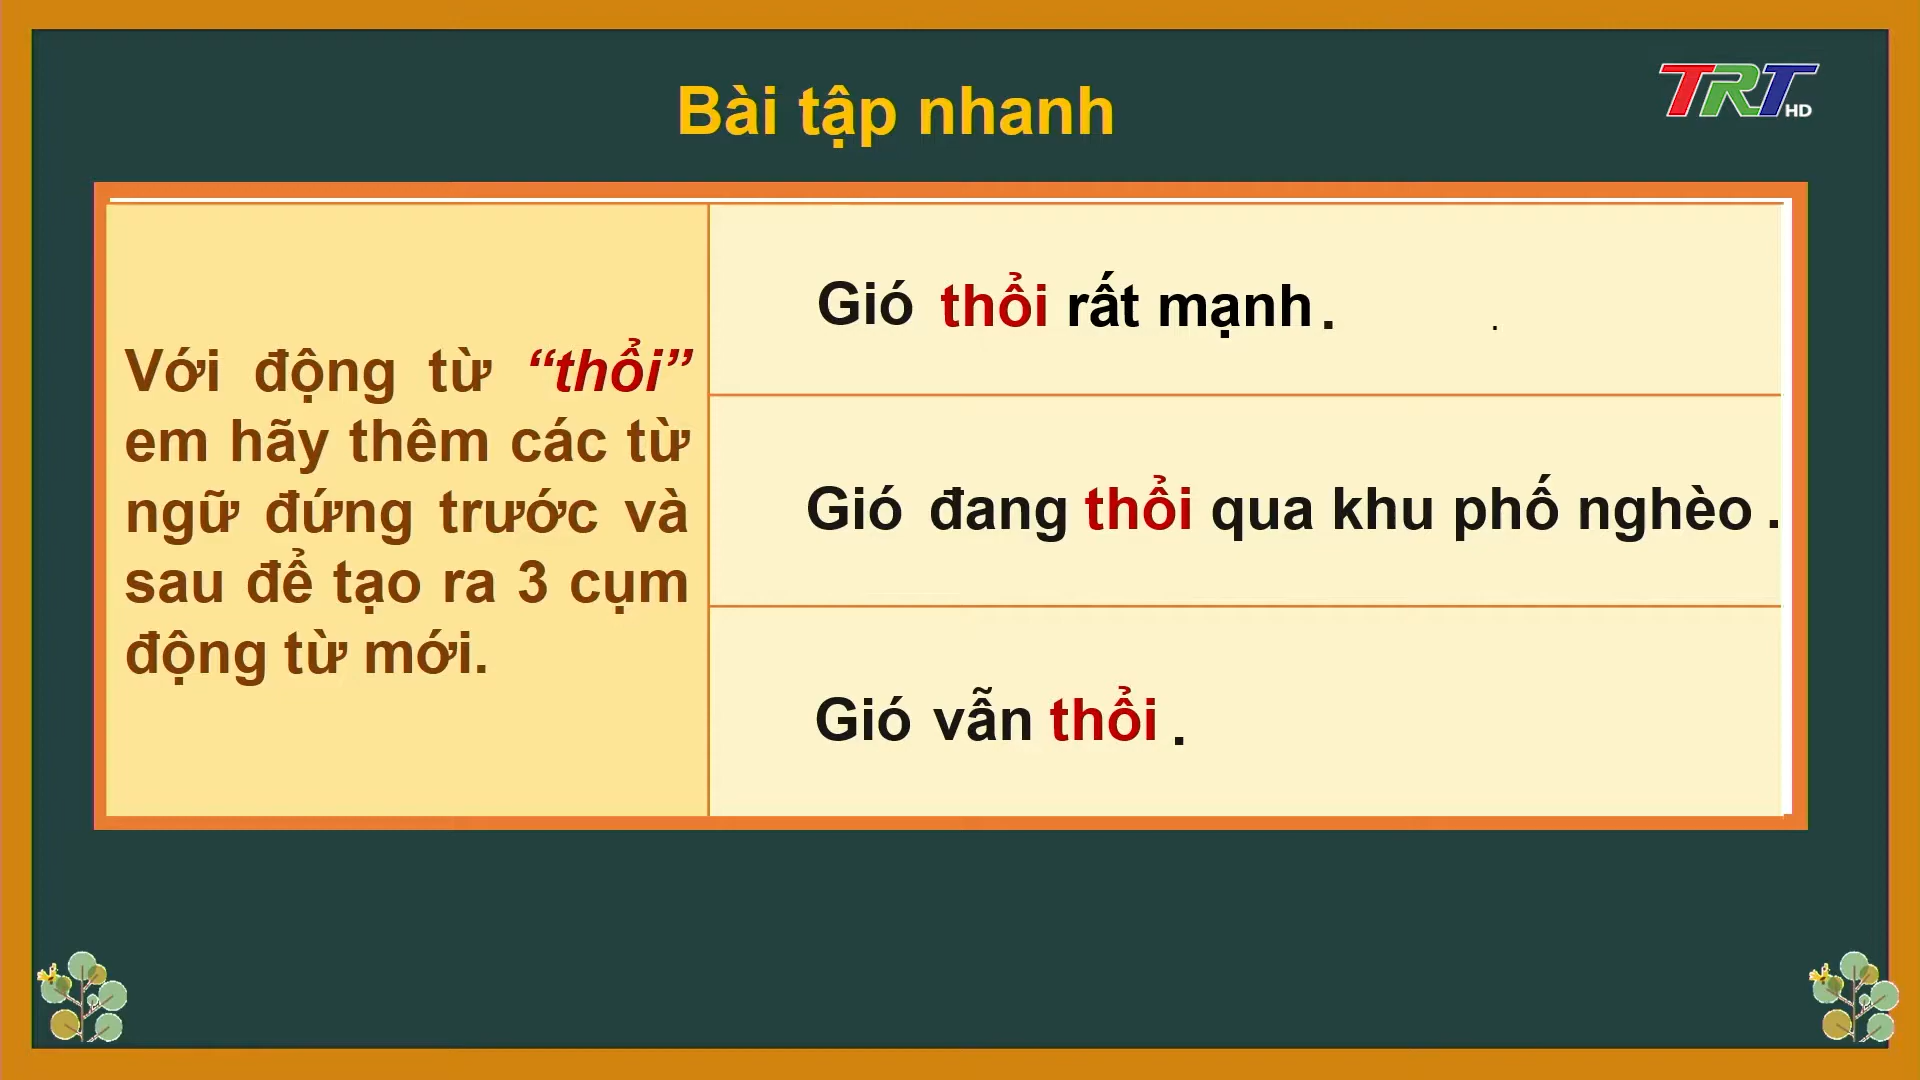 Bài tập nhanh
TRT HD
Với động từ “thổi”
em hãy thêm các từ
ngữ đứng trước và
sau để tạo ra 3 cụm
động từ mới.
Gió thổi rất mạnh . .
Gió đang thổi qua khu phố nghèo .
Gió vẫn thổi .